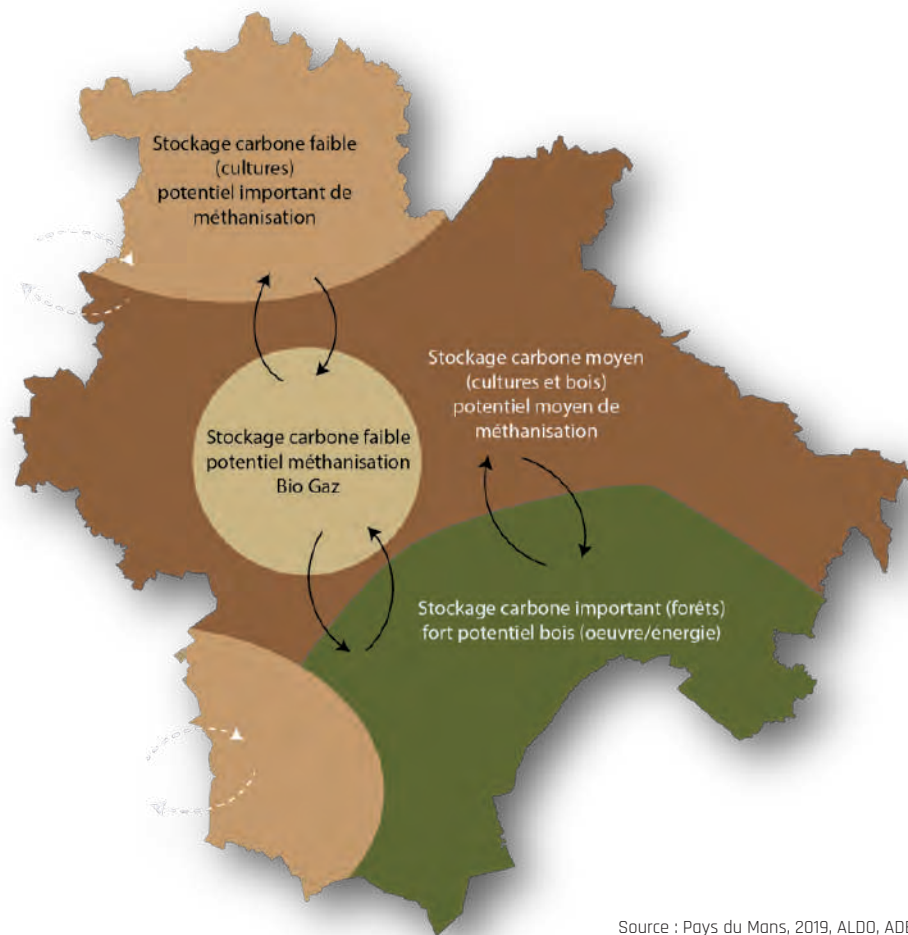 Stockage carbone faible
(cultures)
potentiel important de
méthanisation
Stockage carbone moyen
(cultures et bois)
potentiel moyen de
méthanisation
Stockage carbone faible
potentiel méthanisation
Bio Gaz
Stockage carbone important (forêts)
fort potentiel bois (oeuvre/énergie)
Source : Pays du Mans, 2019, ALDO,